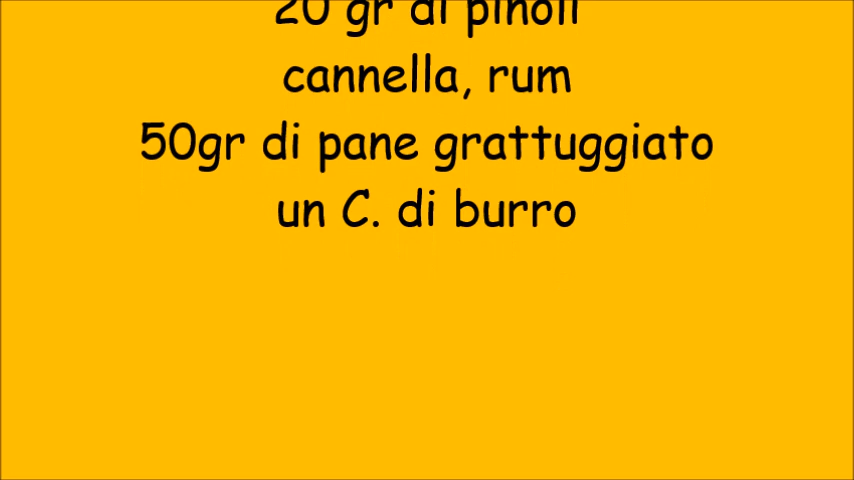 20 gr di pinoli
cannella, rum
50gr di pane grattuggiato
un C. di burro